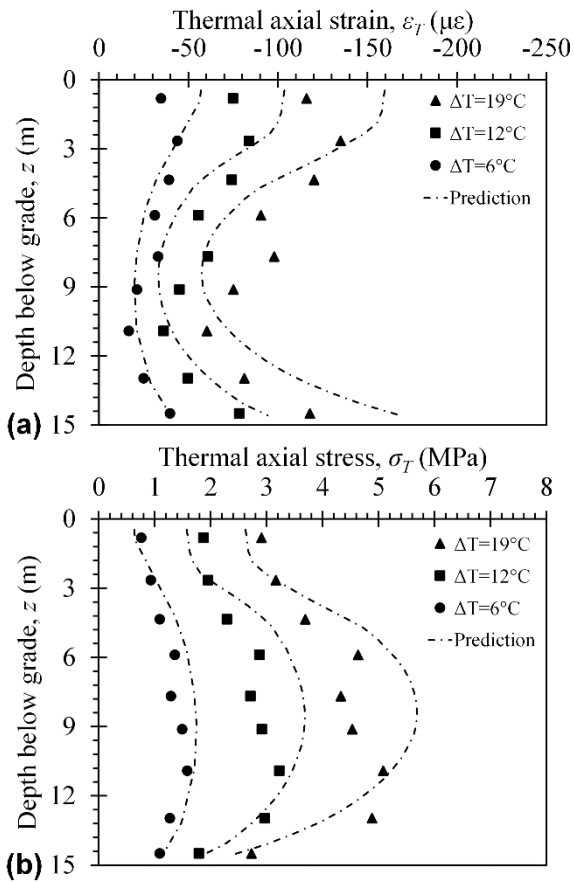 Thermal axial strain, εT (με)
0 -50 -100 -150 -200 -250
0
3
6
9
12
15
Depth below grade, z (m)
ΔT=19°C
ΔT=12°C
ΔT=6°C
Prediction
(a)
Thermal axial stress, σT (MPa)
0 1 2 3 4 5 6 7 8
0
3
6
9
12
15
Depth below grade, z (m)
ΔT=19°C
ΔT=12°C
ΔT=6°C
Prediction
(b)